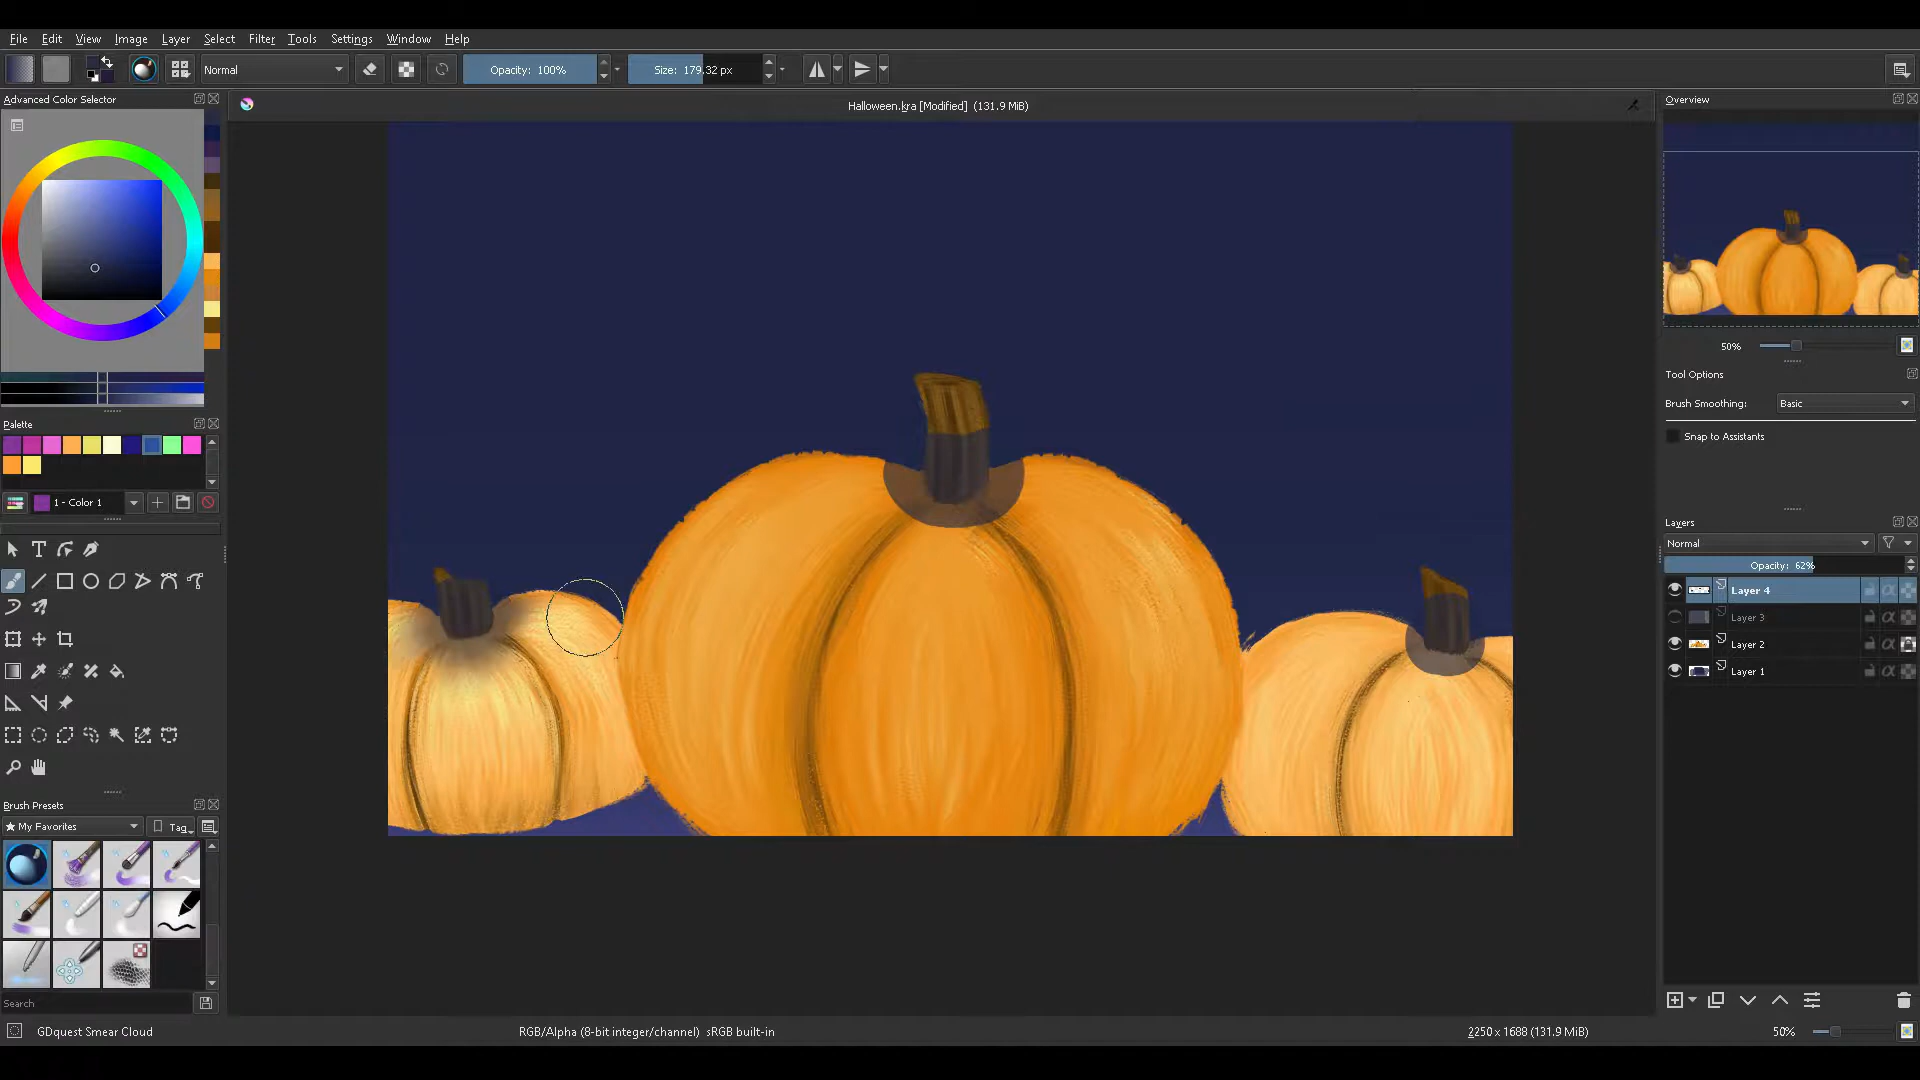 File Edit View Image Layer Select Filter Tools Settings Window Help
Normal Opacity: 100% Size: 179.32 px
Advanced Color Selector
Halloween.kra [Modified] (131.9 MiB)
Overview
50%
Tool Options
Brush Smoothing: Basic
Snap to Assistants
Palette
1 - Color 1
Layers
Normal
Opacity: 62%
Layer 4
Layer 3
Layer 2
Layer 1
Brush Presets
My Favorites Tag
Search
GDquest Smear Cloud RGB/Alpha (8-bit integer/channel) sRGB built-in 2250 x 1688 (131.9 MiB) 50%